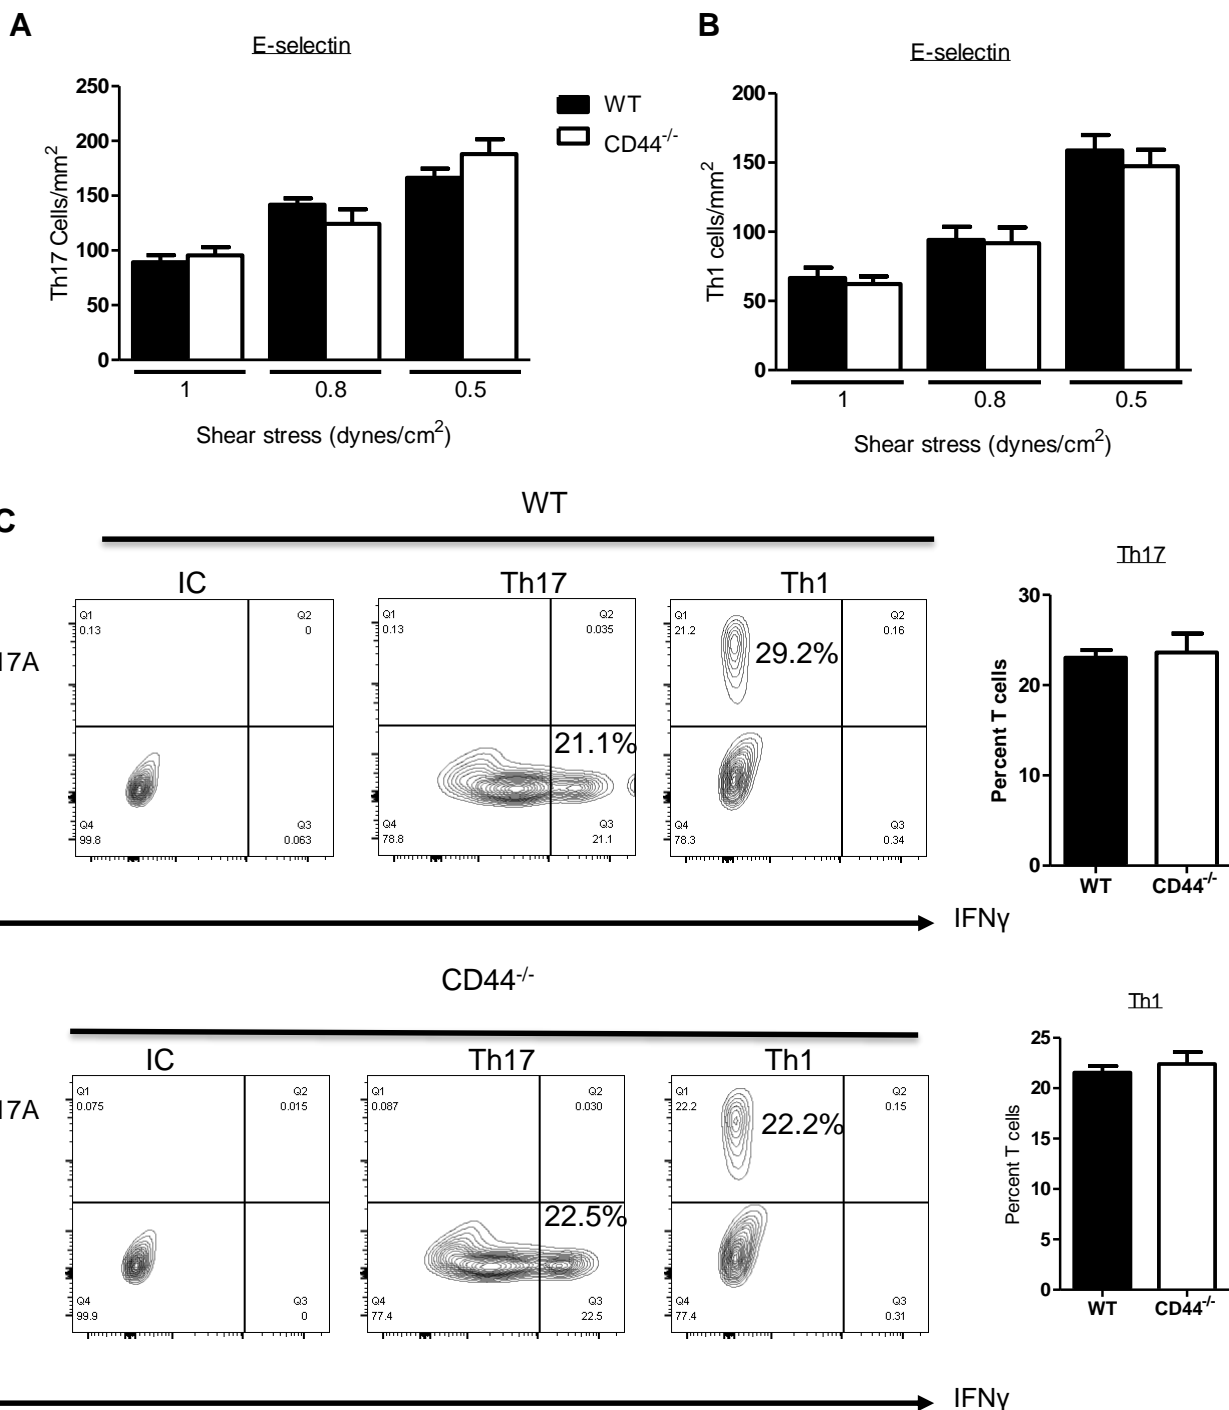 A
E-selectin
250
200
150
100
50
0
Th17 Cells/mm²
1
0.8
0.5
Shear stress (dynes/cm²)
WT
CD44⁻/⁻
B
E-selectin
200
150
100
50
0
Th1 cells/mm²
1
0.8
0.5
Shear stress (dynes/cm²)
C
WT
IC
Th17
Th1
17A
Q1
0.13
Q2
0
Q4
99.8
Q3
0.063
Q1
0.13
Q2
0.035
21.1%
Q4
78.8
Q3
21.1
Q1
21.2
Q2
0.16
29.2%
Q4
78.3
Q3
0.34
IFNγ
Th17
30
20
10
0
Percent T cells
WT
CD44⁻/⁻
CD44⁻/⁻
IC
Th17
Th1
17A
Q1
0.075
Q2
0.015
Q4
99.9
Q3
0
Q1
0.087
Q2
0.030
22.5%
Q4
77.4
Q3
22.5
Q1
22.2
Q2
0.15
22.2%
Q4
77.4
Q3
0.31
IFNγ
Th1
25
20
15
10
5
0
Percent T cells
WT
CD44⁻/⁻